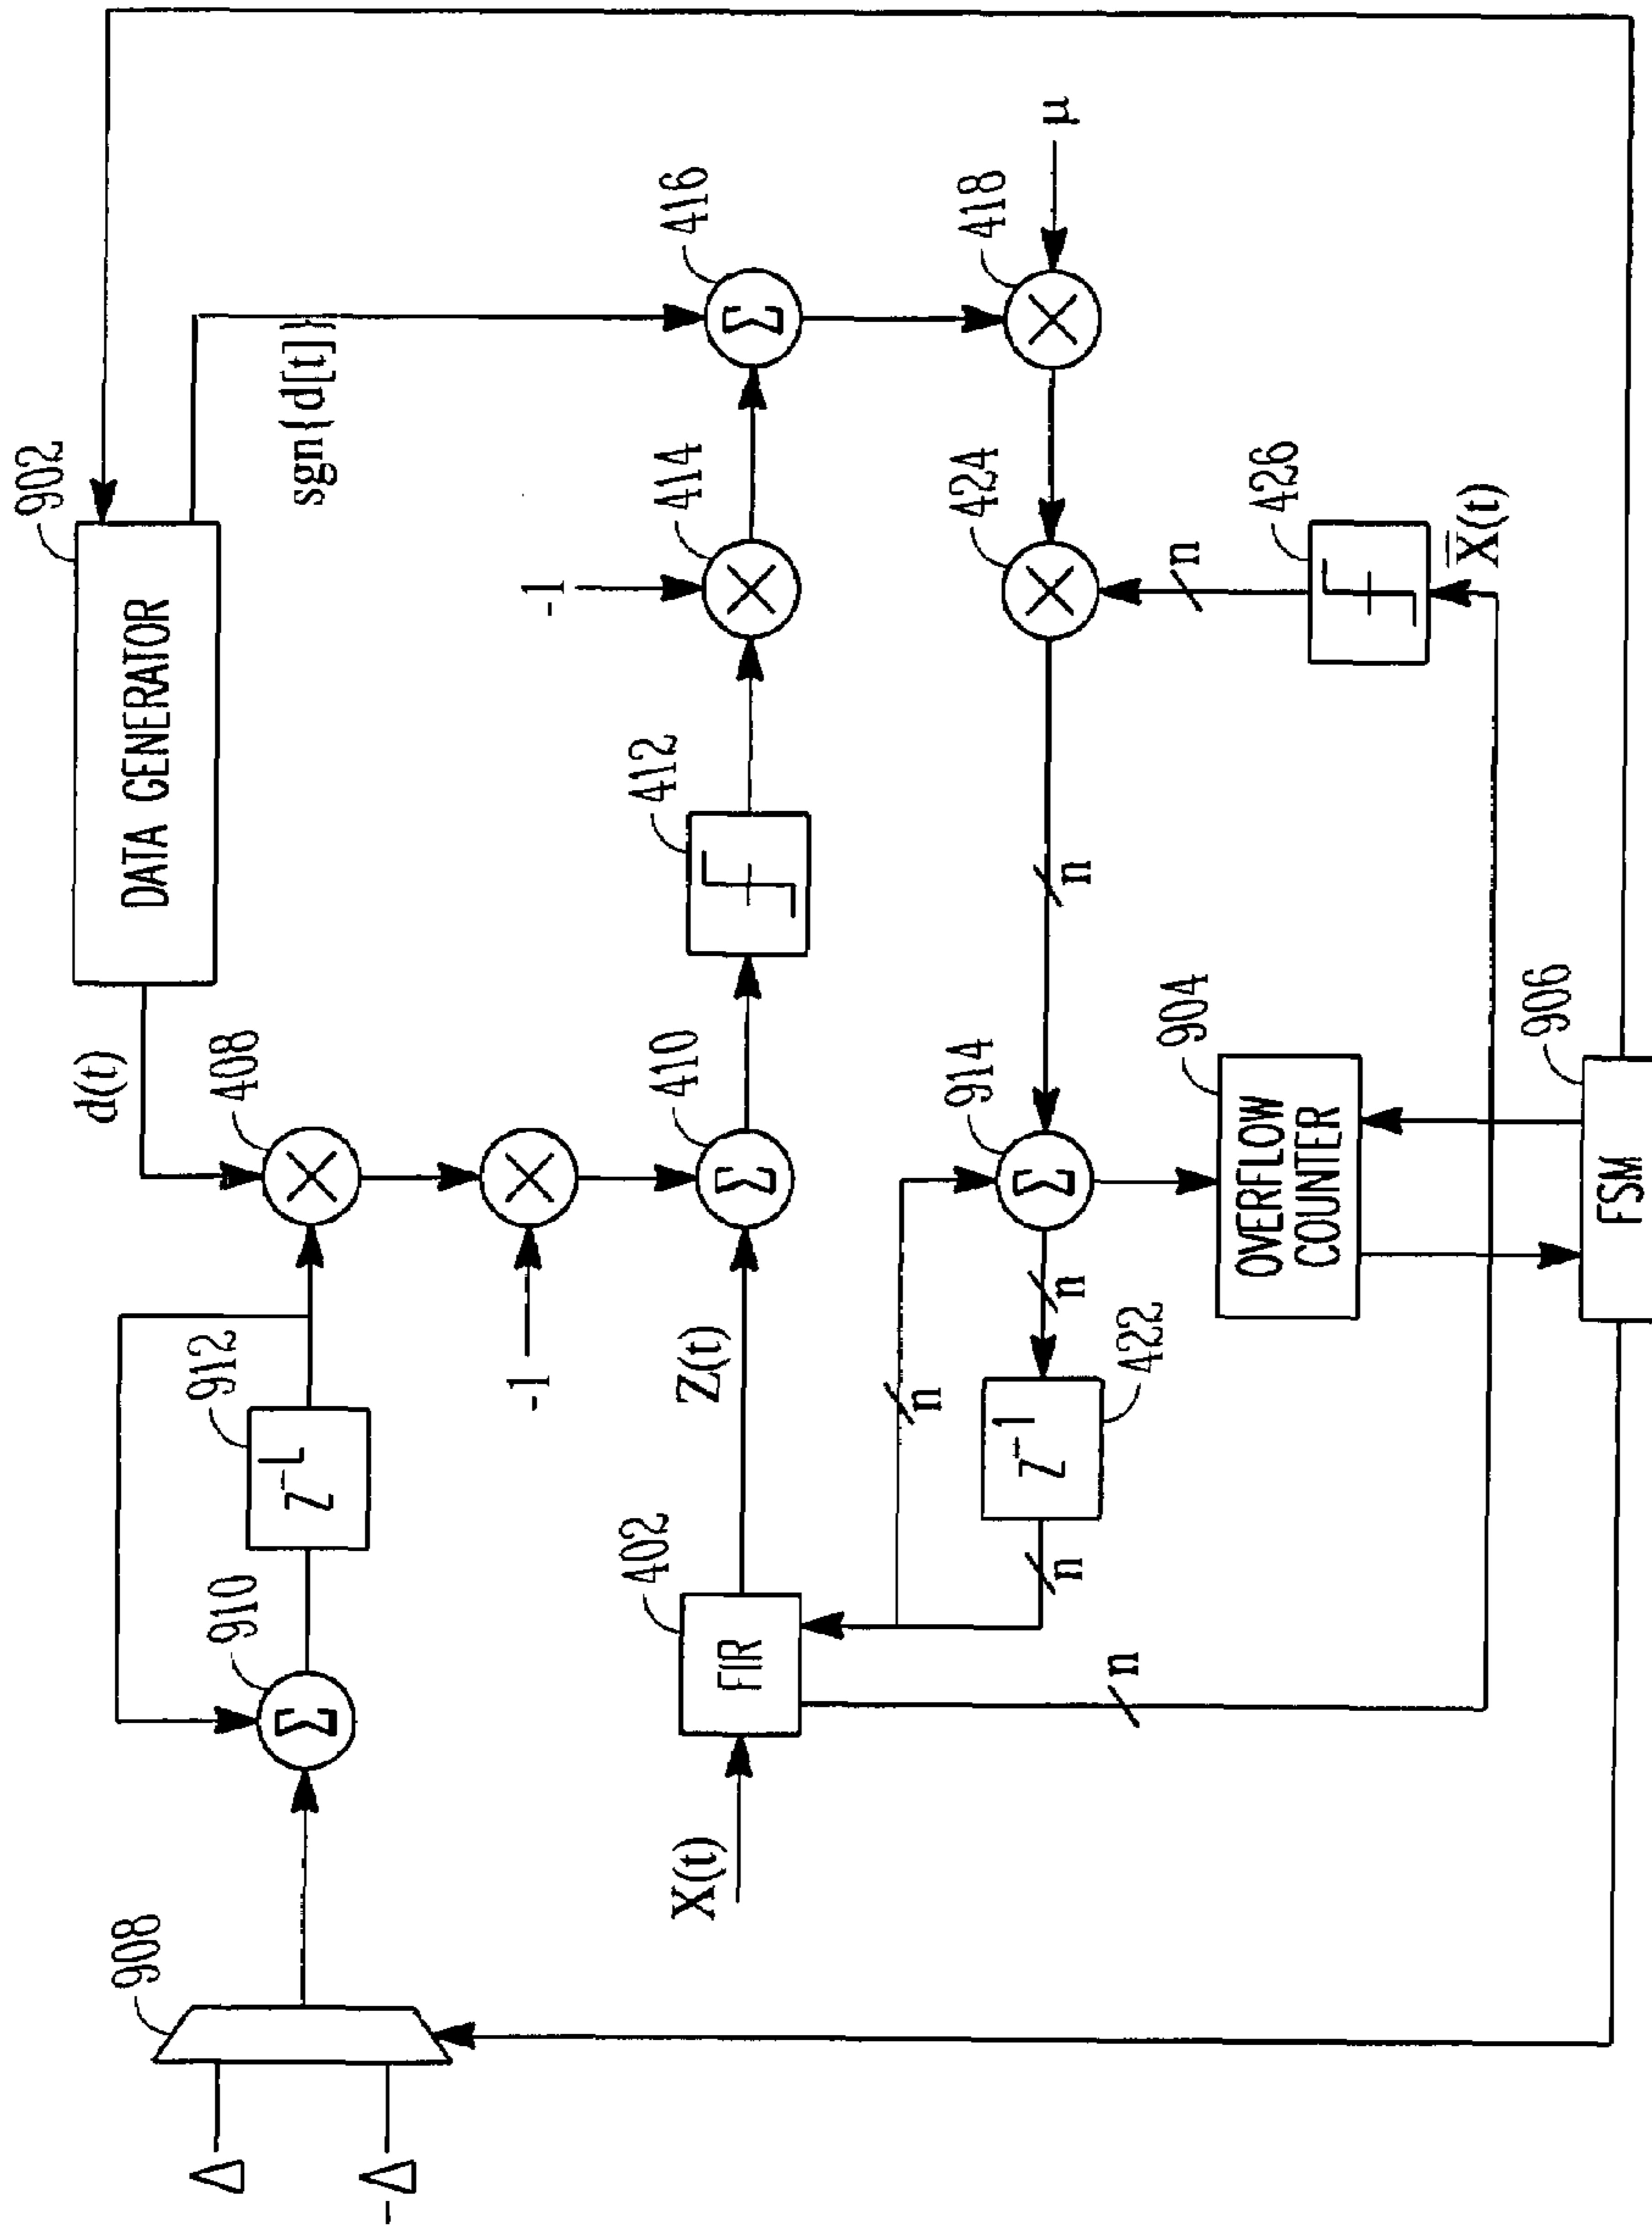 902
d(t)
DATA GENERATOR
908
Δ
910
912
408
Σ
z-L
sgn{d[t]}
-Δ
-1
-1
402
410
412
414
416
X(t)
Z(t)
FIR
Σ
Σ
n
914
424
418
Σ
z-1
n
n
n
μ
n
422
904
n
426
OVERFLOW
COUNTER
X̄(t)
906
FSM